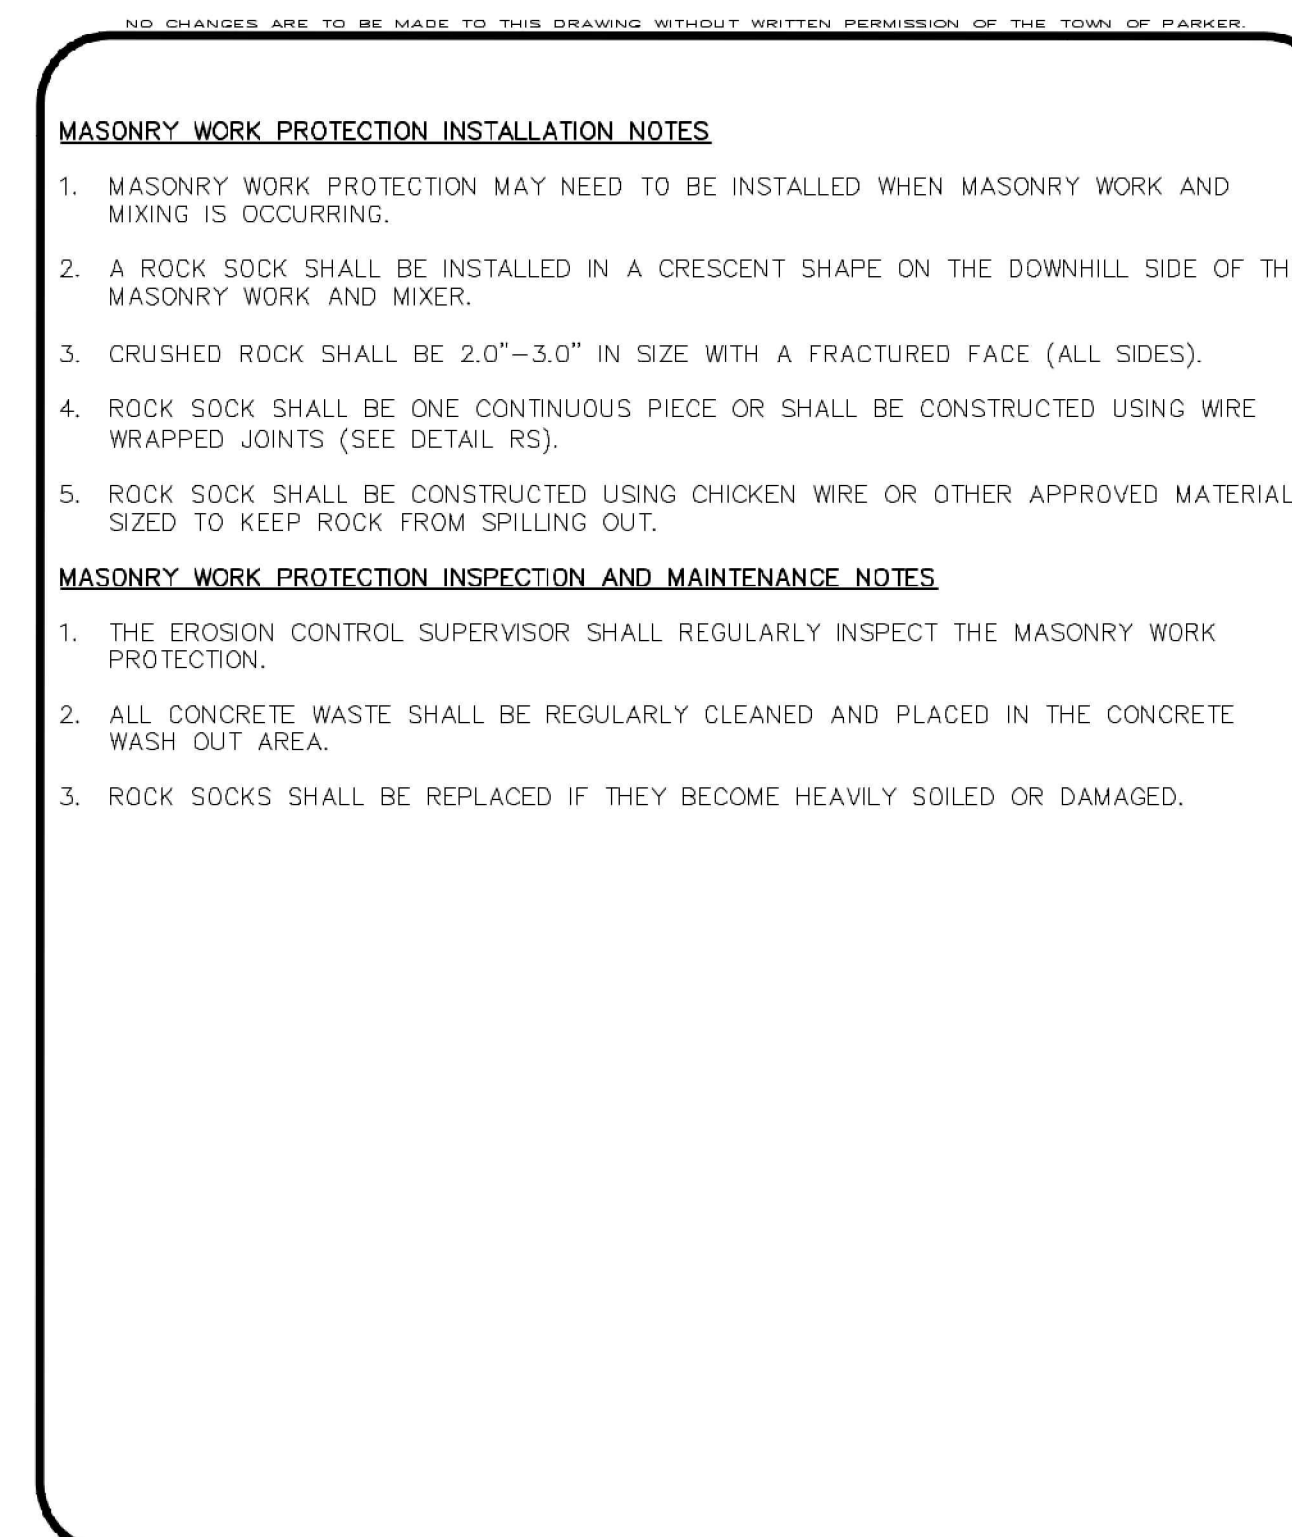 NO CHANGES ARE TO BE MADE TO THIS DRAWING WITHOUT WRITTEN PERMISSION OF THE TOWN OF PARKER.
MASONRY WORK PROTECTION INSTALLATION NOTES
1. MASONRY WORK PROTECTION MAY NEED TO BE INSTALLED WHEN MASONRY WORK AND
MIXING IS OCCURRING.
2. A ROCK SOCK SHALL BE INSTALLED IN A CRESCENT SHAPE ON THE DOWNHILL SIDE OF TH
MASONRY WORK AND MIXER.
3. CRUSHED ROCK SHALL BE 2.0"–3.0" IN SIZE WITH A FRACTURED FACE (ALL SIDES).
4. ROCK SOCK SHALL BE ONE CONTINUOUS PIECE OR SHALL BE CONSTRUCTED USING WIRE
WRAPPED JOINTS (SEE DETAIL RS).
5. ROCK SOCK SHALL BE CONSTRUCTED USING CHICKEN WIRE OR OTHER APPROVED MATERIAL
SIZED TO KEEP ROCK FROM SPILLING OUT.
MASONRY WORK PROTECTION INSPECTION AND MAINTENANCE NOTES
1. THE EROSION CONTROL SUPERVISOR SHALL REGULARLY INSPECT THE MASONRY WORK
PROTECTION.
2. ALL CONCRETE WASTE SHALL BE REGULARLY CLEANED AND PLACED IN THE CONCRETE
WASH OUT AREA.
3. ROCK SOCKS SHALL BE REPLACED IF THEY BECOME HEAVILY SOILED OR DAMAGED.